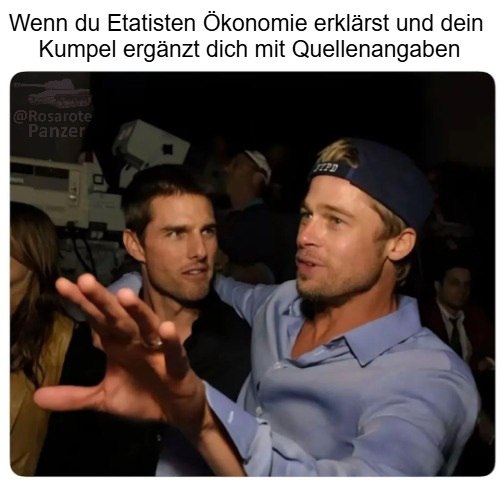 Wenn du Etatisten Ökonomie erklärst und dein
Kumpel ergänzt dich mit Quellenangaben
@Rosarote
Panzer